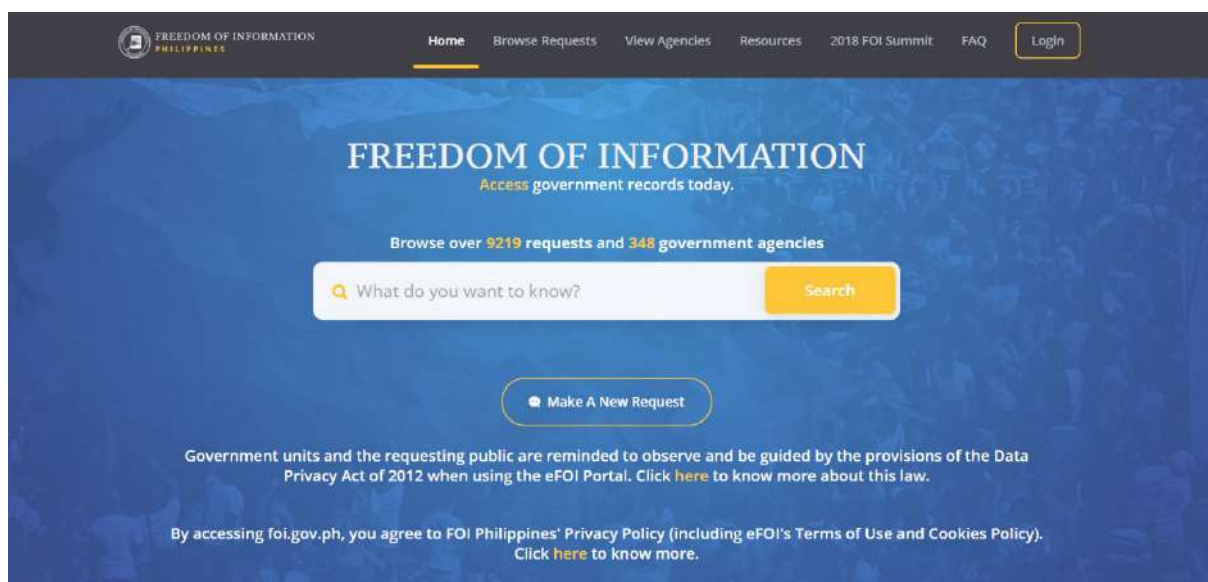 FREEDOM OF INFORMATION
PHILIPPINES
Home Browse Requests View Agencies Resources 2018 FOI Summit FAQ Login
FREEDOM OF INFORMATION
Access government records today.
Browse over 9219 requests and 348 government agencies
What do you want to know? Search
Make A New Request
Government units and the requesting public are reminded to observe and be guided by the provisions of the Data
Privacy Act of 2012 when using the eFOI Portal. Click here to know more about this law.
By accessing foi.gov.ph, you agree to FOI Philippines' Privacy Policy (including eFOI's Terms of Use and Cookies Policy).
Click here to know more.